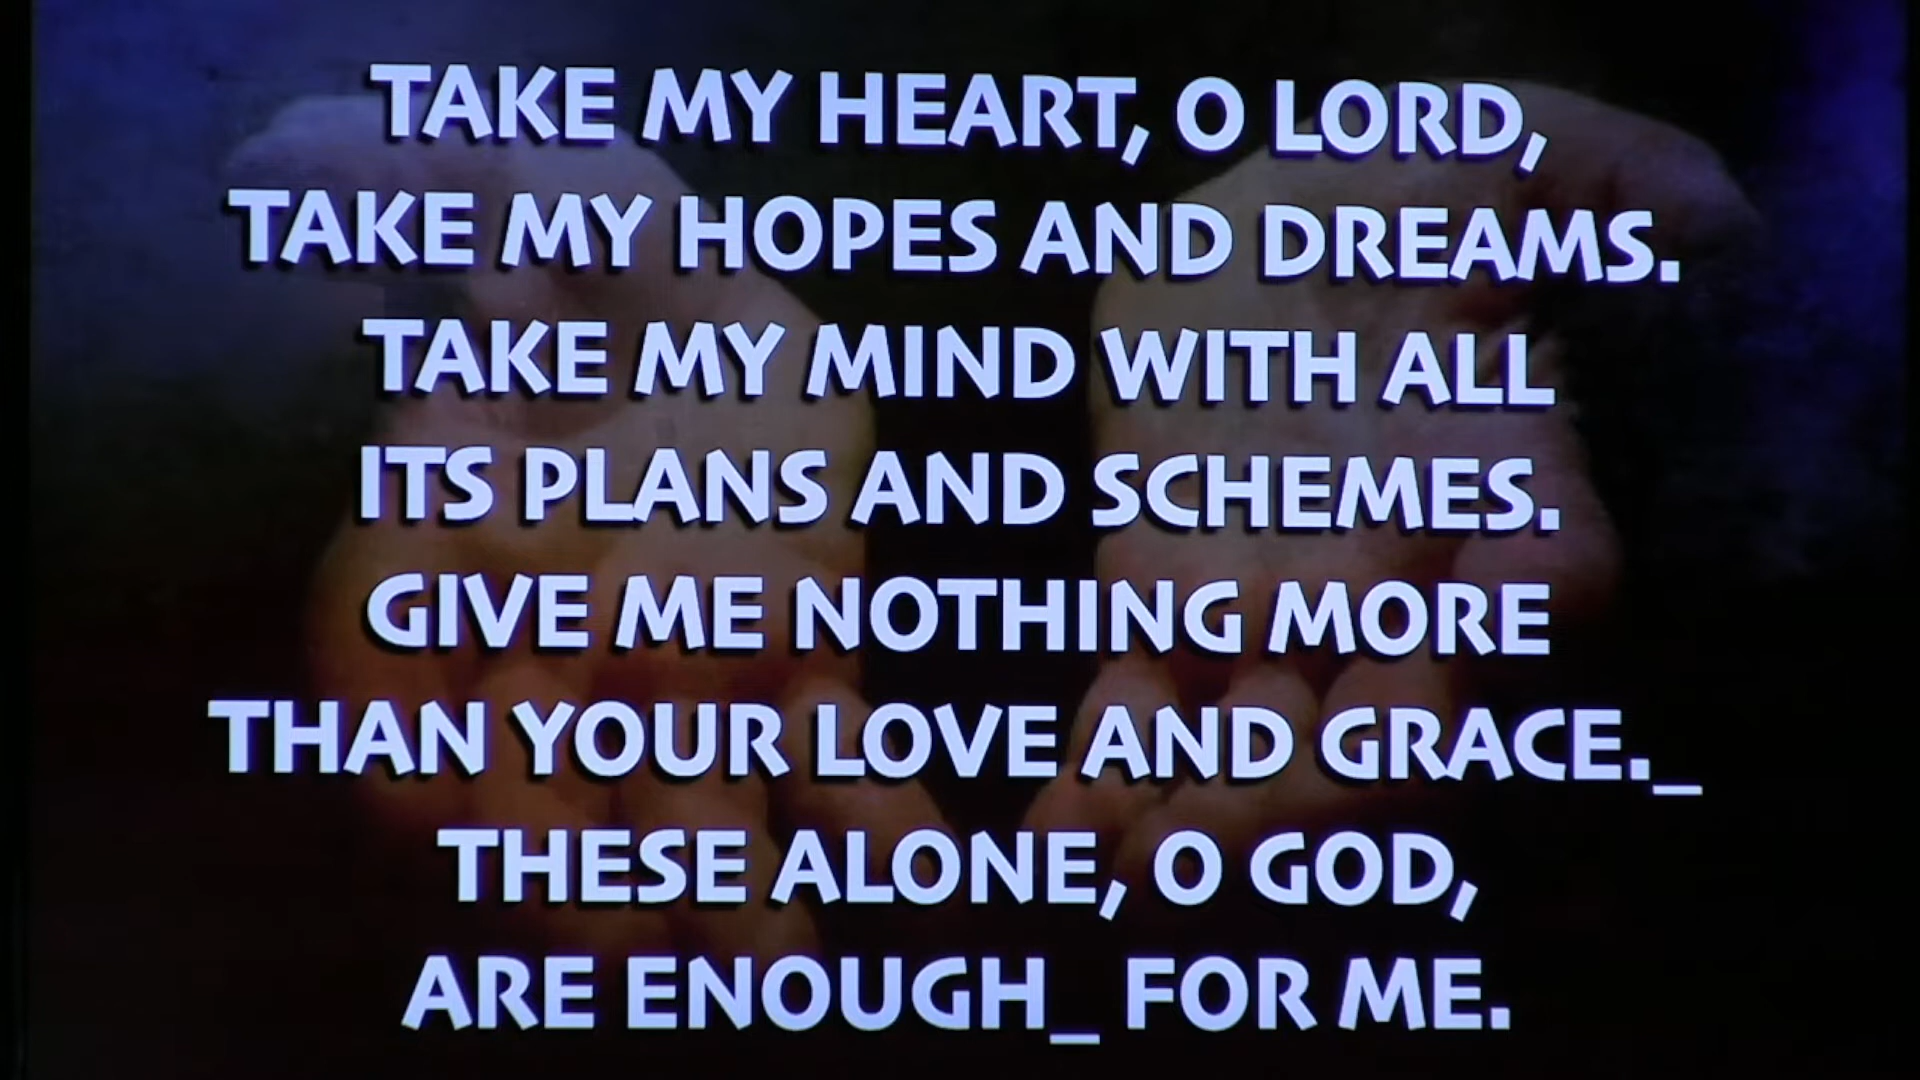 TAKE MY HEART, O LORD,
TAKE MY HOPES AND DREAMS.
TAKE MY MIND WITH ALL
ITS PLANS AND SCHEMES.
GIVE ME NOTHING MORE
THAN YOUR LOVE AND GRACE._
THESE ALONE, O GOD,
ARE ENOUGH_ FOR ME.